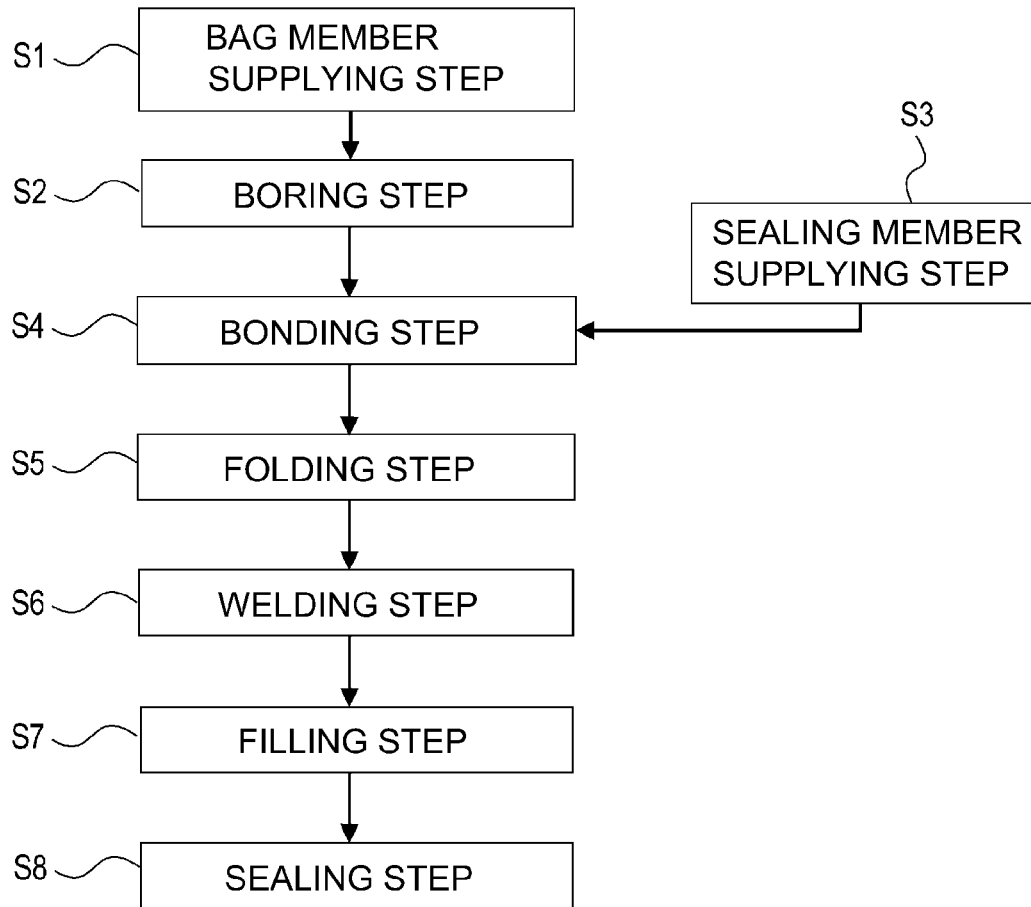 S1
BAG MEMBER
SUPPLYING STEP
S2
BORING STEP
S3
SEALING MEMBER
SUPPLYING STEP
S4
BONDING STEP
S5
FOLDING STEP
S6
WELDING STEP
S7
FILLING STEP
S8
SEALING STEP